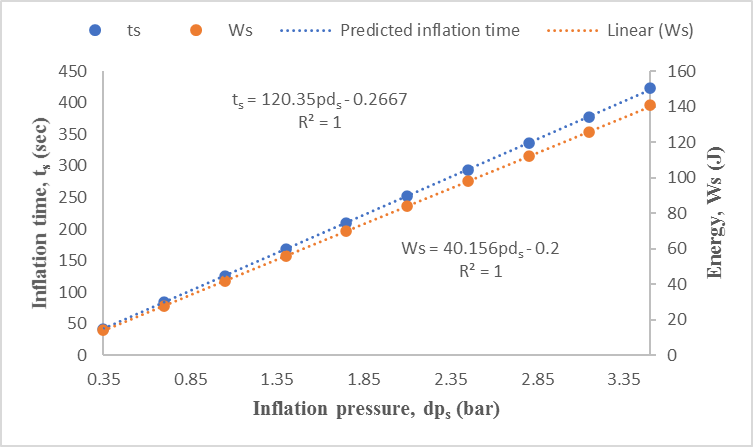 ts Ws Predicted inflation time Linear (Ws)
450 160
400 140
350 120
300 100
250 80
200 60
150 40
100 20
50 0
0
tₛ = 120.35pdₛ - 0.2667
R² = 1
Ws = 40.156pdₛ - 0.2
R² = 1
Inflation time, tₛ (sec)
Energy, Ws (J)
0.35 0.85 1.35 1.85 2.35 2.85 3.35
Inflation pressure, dpₛ (bar)